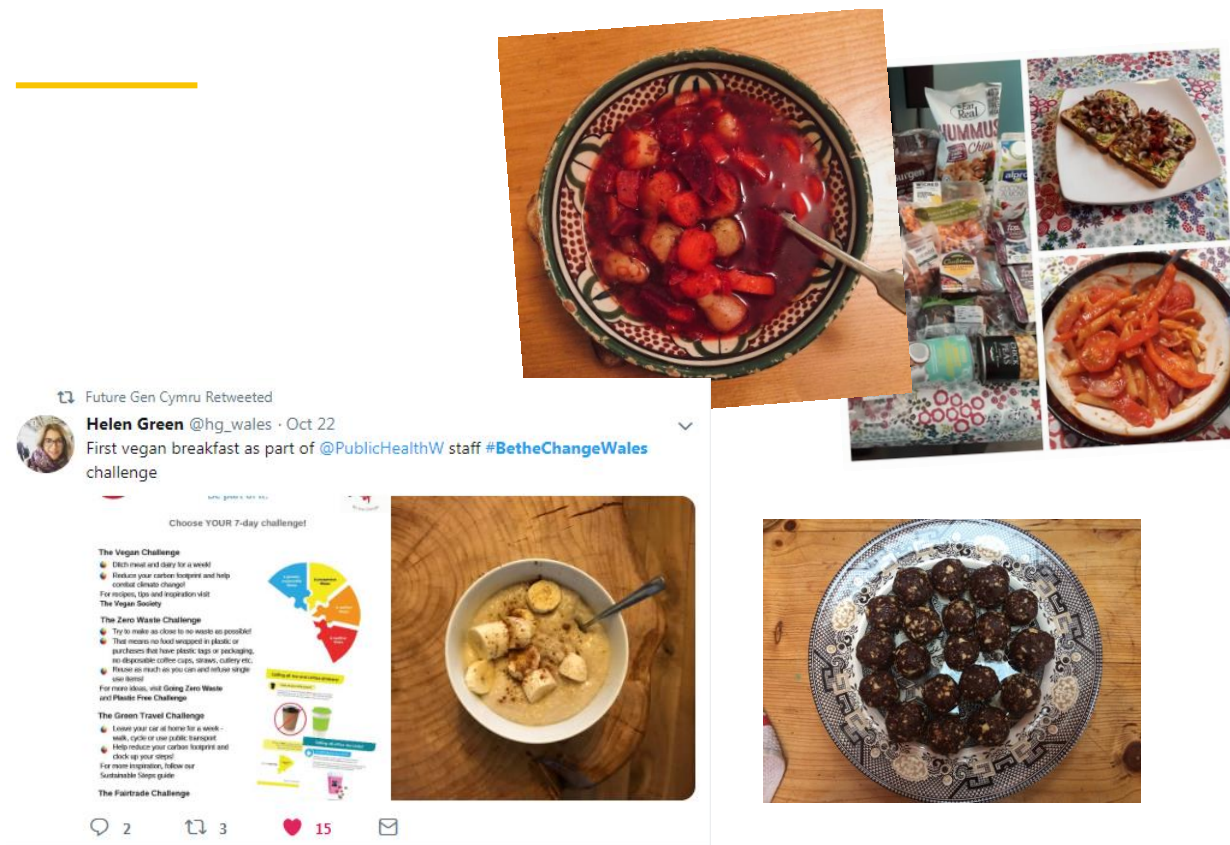 Eat
Real
HUMMUS
Chips
Burgen
alpro
Future Gen Cymru Retweeted
Helen Green @hg_wales · Oct 22
First vegan breakfast as part of @PublicHealthW staff #BetheChangeWales
challenge
Choose YOUR 7-day challenge!
The Vegan Challenge
Ditch meat and dairy for a week!
Reduce your carbon footprint and help
combat climate change!
For recipes, tips and inspiration visit
The Vegan Society
The Zero Waste Challenge
Try to make as close to no waste as possible!
That means no food wrapped in plastic or
purchases that have plastic tags or packaging,
no disposable coffee cups, straws, cutlery etc.
Reuse as much as you can and refuse single
use items!
For more ideas, visit Going Zero Waste
and Plastic Free Challenge
The Green Travel Challenge
Leave your car at home for a week -
walk, cycle or use public transport
Help reduce your carbon footprint and
clock up your steps!
For more inspiration, follow our
Sustainable Steps guide
The Fairtrade Challenge
2
3
15